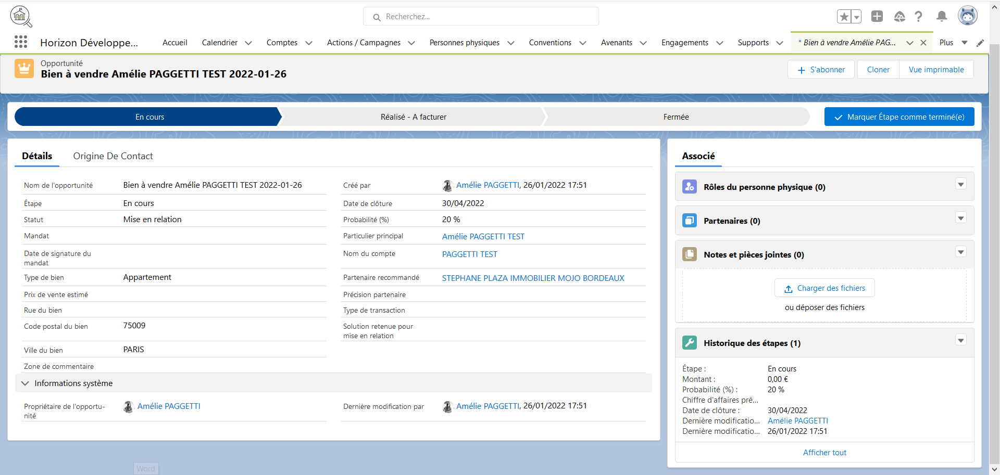 Recherchez...
Horizon Développe...
Accueil
Calendrier
Comptes
Actions / Campagnes
Personnes physiques
Conventions
Avenants
Engagements
Supports
* Bien à vendre Amélie PAG...
Plus
Opportunité
Bien à vendre Amélie PAGGETTI TEST 2022-01-26
S'abonner
Cloner
Vue imprimable
En cours
Réalisé - A facturer
Fermée
Marquer Étape comme terminé(e)
Détails
Origine De Contact
Nom de l'opportunité
Bien à vendre Amélie PAGGETTI TEST 2022-01-26
Créé par
Amélie PAGGETTI, 26/01/2022 17:51
Étape
En cours
Date de clôture
30/04/2022
Statut
Mise en relation
Probabilité (%)
20 %
Mandat
Particulier principal
Amélie PAGGETTI TEST
Date de signature du
mandat
Nom du compte
PAGGETTI TEST
Type de bien
Appartement
Partenaire recommandé
STEPHANE PLAZA IMMOBILIER MOJO BORDEAUX
Prix de vente estimé
Précision partenaire
Rue du bien
Type de transaction
Code postal du bien
75009
Solution retenue pour
mise en relation
Ville du bien
PARIS
Zone de commentaire
Informations système
Propriétaire de l'opportu-
nité
Amélie PAGGETTI
Dernière modification par
Amélie PAGGETTI, 26/01/2022 17:51
Associé
Rôles du personne physique (0)
Partenaires (0)
Notes et pièces jointes (0)
Charger des fichiers
ou déposer des fichiers
Historique des étapes (1)
Étape :
En cours
Montant :
0,00 €
Probabilité (%) :
20 %
Chiffre d'affaires pré...
Date de clôture :
30/04/2022
Dernière modificatio...
Amélie PAGGETTI
Dernière modificatio...
26/01/2022 17:51
Afficher tout
Word